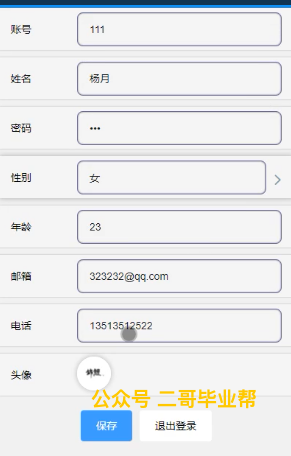 账号 111
姓名 杨月
密码 •••
性别 女
年龄 23
邮箱 323232@qq.com
电话 13513512522
头像
公众号 二哥毕业帮
保存 退出登录